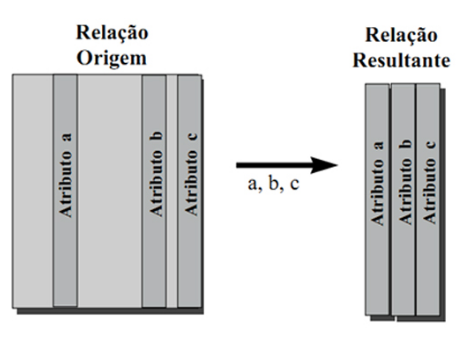 Relação
Origem
Atributo a
Atributo b
Atributo c
a, b, c
Relação
Resultante
Atributo a
Atributo b
Atributo c